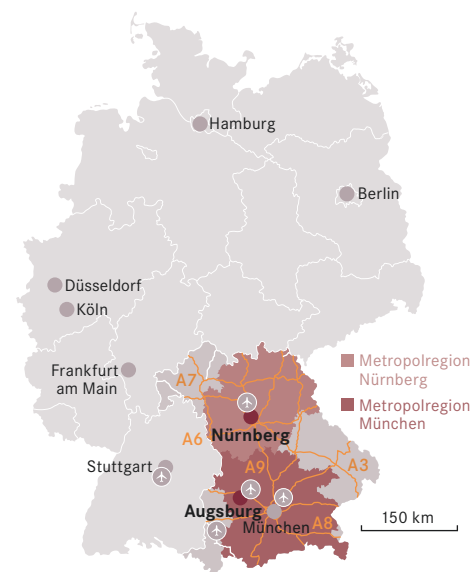 Hamburg
Berlin
Düsseldorf
Köln
Frankfurt
am Main
A7
Metropolregion
Nürnberg
Metropolregion
München
A6
Nürnberg
Stuttgart
A9
A3
Augsburg
München
A8
150 km